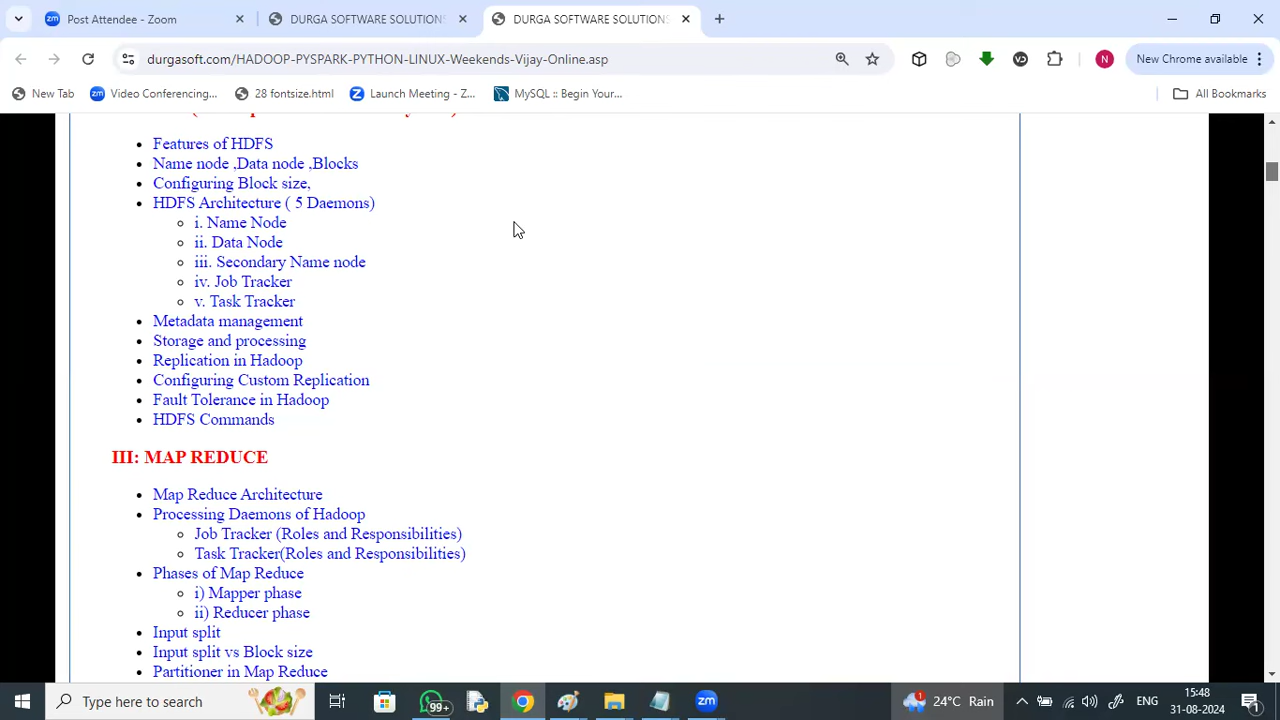 Post Attendee - Zoom
DURGA SOFTWARE SOLUTIONS
DURGA SOFTWARE SOLUTIONS
durgasoft.com/HADOOP-PYSPARK-PYTHON-LINUX-Weekends-Vijay-Online.asp
N
New Chrome available
New Tab
Video Conferencing...
28 fontsize.html
Launch Meeting - Z...
MySQL :: Begin Your...
All Bookmarks
Features of HDFS
Name node ,Data node ,Blocks
Configuring Block size,
HDFS Architecture ( 5 Daemons)
i. Name Node
ii. Data Node
iii. Secondary Name node
iv. Job Tracker
v. Task Tracker
Metadata management
Storage and processing
Replication in Hadoop
Configuring Custom Replication
Fault Tolerance in Hadoop
HDFS Commands
III: MAP REDUCE
Map Reduce Architecture
Processing Daemons of Hadoop
Job Tracker (Roles and Responsibilities)
Task Tracker(Roles and Responsibilities)
Phases of Map Reduce
i) Mapper phase
ii) Reducer phase
Input split
Input split vs Block size
Partitioner in Map Reduce
Type here to search
99+
24°C Rain
ENG
15:48
31-08-2024